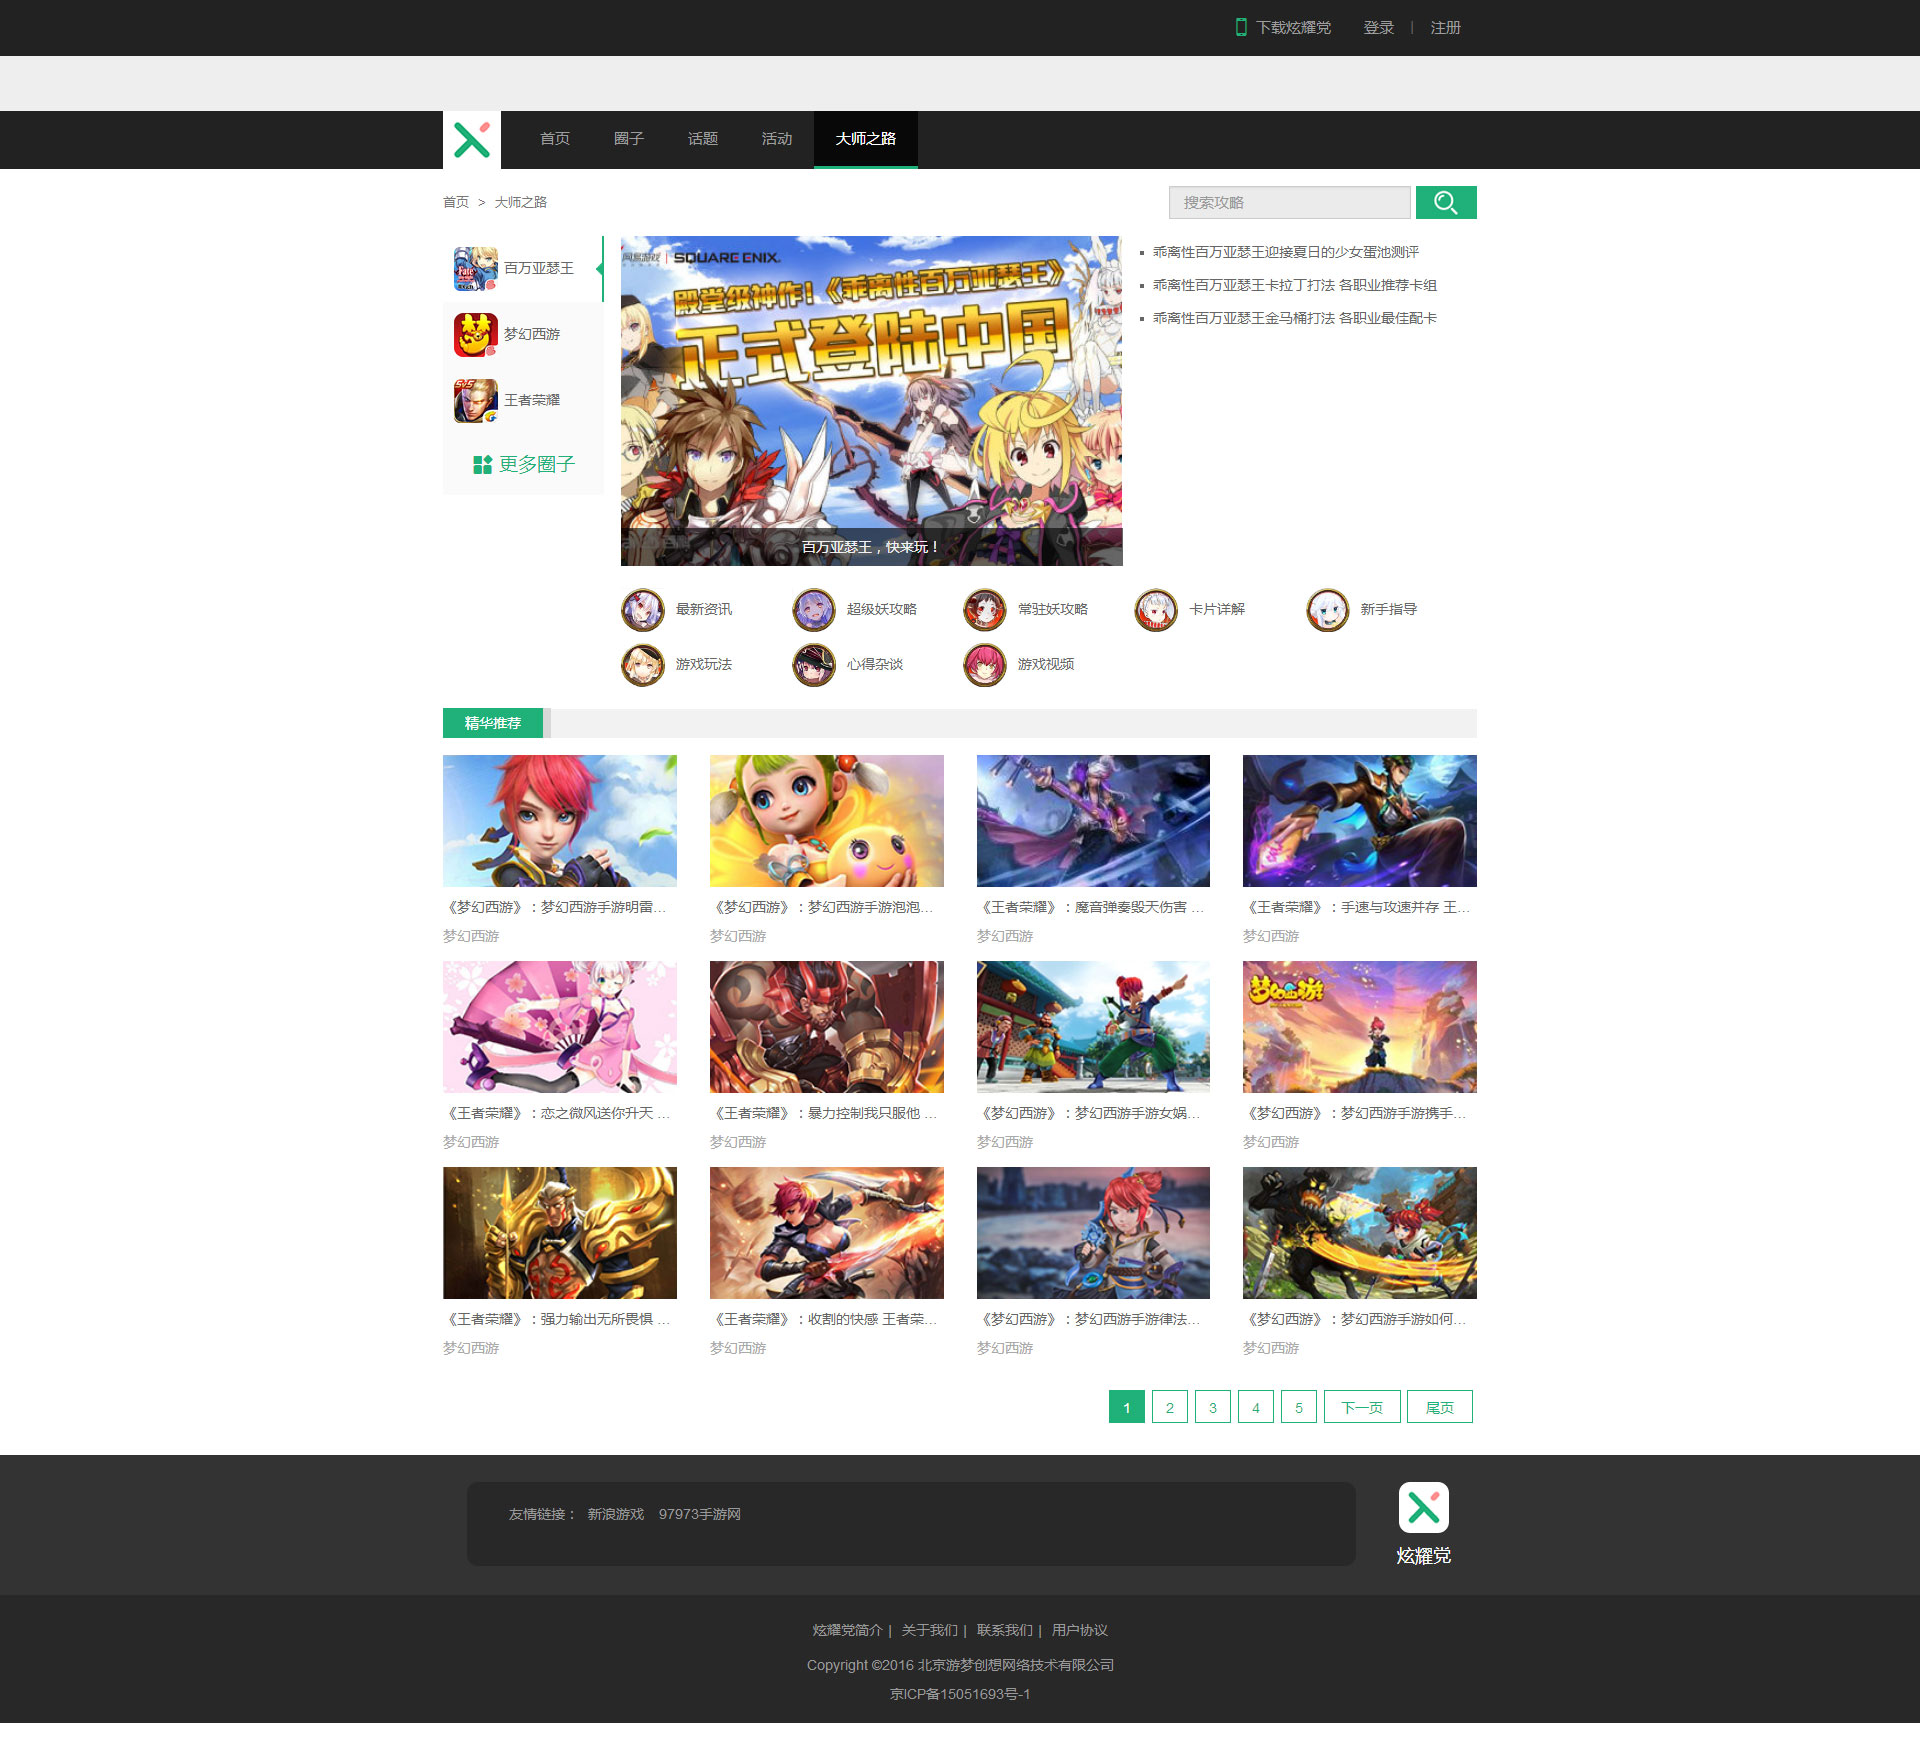 下载炫耀党 登录 | 注册
首页 圈子 话题 活动 大师之路
首页 > 大师之路
搜索攻略
百万亚瑟王
梦幻西游
王者荣耀
更多圈子
网易游戏 | SQUARE ENIX.
殿堂级神作!《乖离性百万亚瑟王》
正式登陆中国
百万亚瑟王，快来玩！
乖离性百万亚瑟王迎接夏日的少女蛋池测评
乖离性百万亚瑟王卡拉丁打法 各职业推荐卡组
乖离性百万亚瑟王金马桶打法 各职业最佳配卡
最新资讯 超级妖攻略 常驻妖攻略 卡片详解 新手指导
游戏玩法 心得杂谈 游戏视频
精华推荐
《梦幻西游》：梦幻西游手游明雷... 《梦幻西游》：梦幻西游手游泡泡... 《王者荣耀》：魔音弹奏毁天伤害 ... 《王者荣耀》：手速与攻速并存 王...
梦幻西游 梦幻西游 梦幻西游 梦幻西游
梦幻西游
《王者荣耀》：恋之微风送你升天 ... 《王者荣耀》：暴力控制我只服他 ... 《梦幻西游》：梦幻西游手游女娲... 《梦幻西游》：梦幻西游手游携手...
梦幻西游 梦幻西游 梦幻西游 梦幻西游
《王者荣耀》：强力输出无所畏惧 ... 《王者荣耀》：收割的快感 王者荣... 《梦幻西游》：梦幻西游手游律法... 《梦幻西游》：梦幻西游手游如何...
梦幻西游 梦幻西游 梦幻西游 梦幻西游
1 2 3 4 5 下一页 尾页
友情链接： 新浪游戏 97973手游网
炫耀党
炫耀党简介 | 关于我们 | 联系我们 | 用户协议
Copyright ©2016 北京游梦创想网络技术有限公司
京ICP备15051693号-1